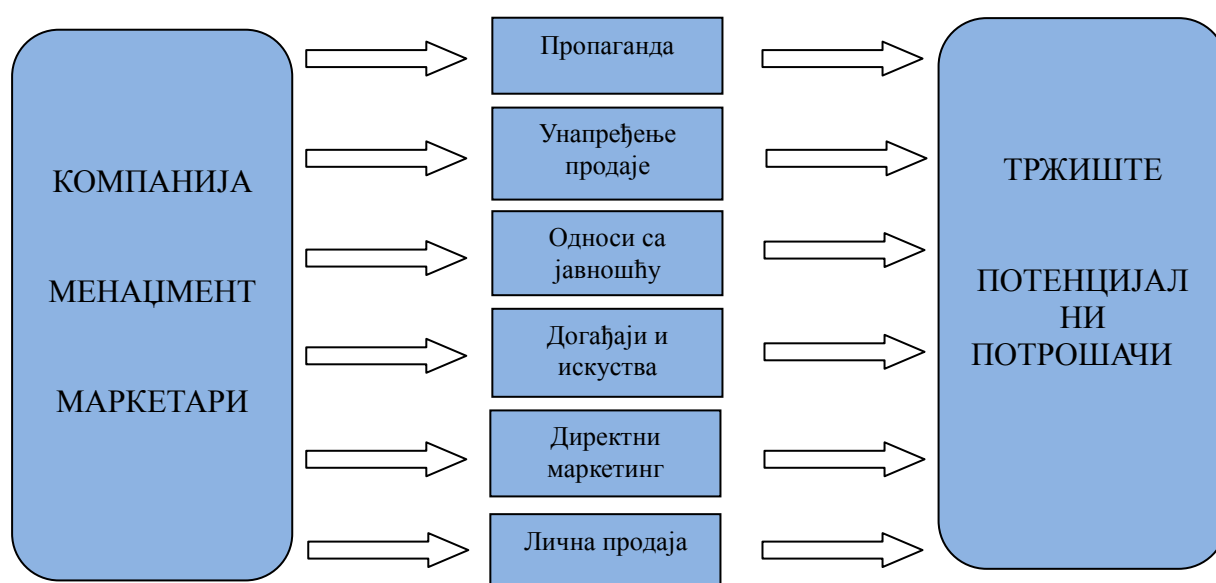 КОМПАНИЈА
МЕНАЏМЕНТ
МАРКЕТАРИ
Пропаганда
Унапређење
продаје
Односи са
јавношћу
Догађаји и
искуства
Директни
маркетинг
Лична продаја
ТРЖИШТЕ
ПОТЕНЦИЈАЛ
НИ
ПОТРОШАЧИ